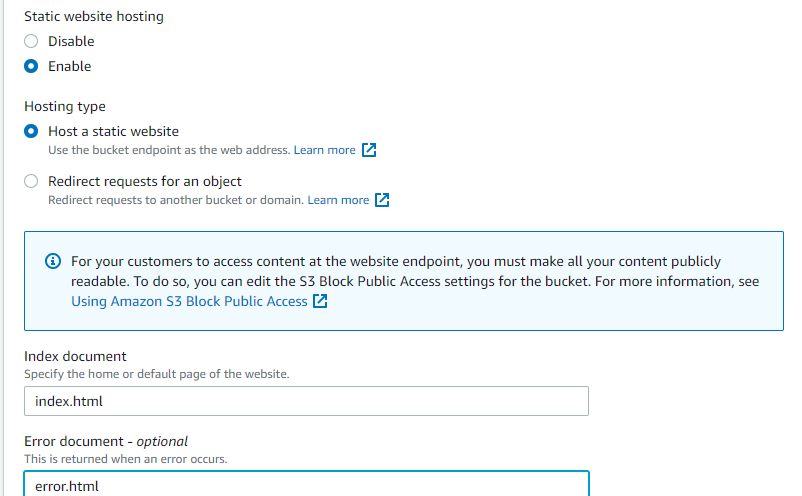 Static website hosting
Disable
Enable
Hosting type
Host a static website
Use the bucket endpoint as the web address. Learn more
Redirect requests for an object
Redirect requests to another bucket or domain. Learn more
For your customers to access content at the website endpoint, you must make all your content publicly
readable. To do so, you can edit the S3 Block Public Access settings for the bucket. For more information, see
Using Amazon S3 Block Public Access
Index document
Specify the home or default page of the website.
index.html
Error document - optional
This is returned when an error occurs.
error.html